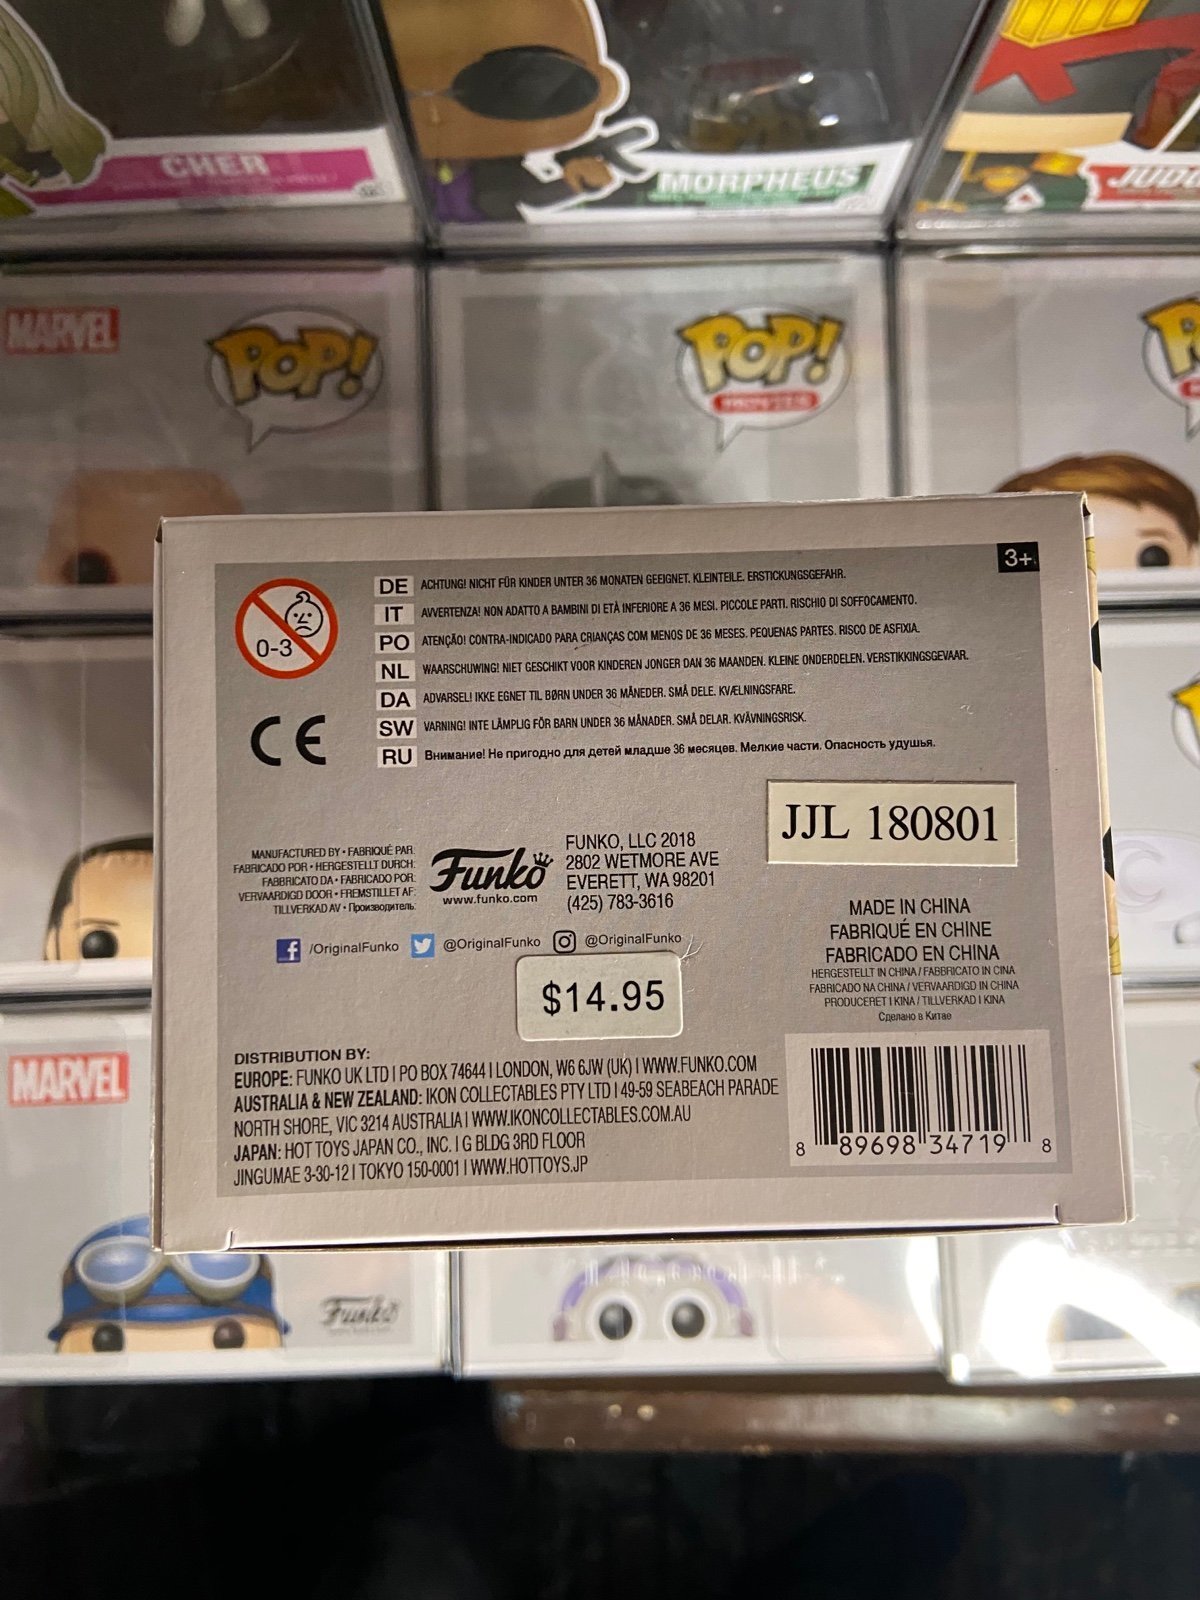 CHER
MORPHEUS
MARVEL
POP!
POP!
MOVIES
3+
0-3
DE ACHTUNG! NICHT FÜR KINDER UNTER 36 MONATEN GEEIGNET. KLEINTEILE. ERSTICKUNGSGEFAHR.
IT AVVERTENZA! NON ADATTO A BAMBINI DI ETÀ INFERIORE A 36 MESI. PICCOLE PARTI. RISCHIO DI SOFFOCAMENTO.
PO ATENÇÃO! CONTRA-INDICADO PARA CRIANÇAS COM MENOS DE 36 MESES. PEQUENAS PARTES. RISCO DE ASFIXIA.
NL WAARSCHUWING! NIET GESCHIKT VOOR KINDEREN JONGER DAN 36 MAANDEN. KLEINE ONDERDELEN. VERSTIKKINGSGEVAAR.
DA ADVARSEL! IKKE EGNET TIL BØRN UNDER 36 MÅNEDER. SMÅ DELE. KVÆLNINGSFARE.
SW VARNING! INTE LÄMPLIG FÖR BARN UNDER 36 MÅNADER. SMÅ DELAR. KVÄVNINGSRISK.
RU Внимание! Не пригодно для детей младше 36 месяцев. Мелкие части. Опасность удушья.
CE
JJL 180801
MANUFACTURED BY • FABRIQUÉ PAR:
FABRICADO POR • HERGESTELLT DURCH:
FABBRICATO DA • FABRICADO POR:
VERVAARDIGD DOOR • FREMSTILLET AF:
TILLVERKAD AV • Производитель:
Funko
www.funko.com
FUNKO, LLC 2018
2802 WETMORE AVE
EVERETT, WA 98201
(425) 783-3616
/OriginalFunko @OriginalFunko @OriginalFunko
$14.95
MADE IN CHINA
FABRIQUÉ EN CHINE
FABRICADO EN CHINA
HERGESTELLT IN CHINA / FABBRICATO IN CINA
FABRICADO NA CHINA / VERVAARDIGD IN CHINA
PRODUCERET I KINA / TILLVERKAD I KINA
Сделано в Китае
DISTRIBUTION BY:
EUROPE: FUNKO UK LTD I PO BOX 74644 I LONDON, W6 6JW (UK) I WWW.FUNKO.COM
AUSTRALIA & NEW ZEALAND: IKON COLLECTABLES PTY LTD I 49-59 SEABEACH PARADE
NORTH SHORE, VIC 3214 AUSTRALIA I WWW.IKONCOLLECTABLES.COM.AU
JAPAN: HOT TOYS JAPAN CO., INC. I G BLDG 3RD FLOOR
JINGUMAE 3-30-12 I TOKYO 150-0001 I WWW.HOTTOYS.JP
8 89698 34719 8
MARVEL
Funko